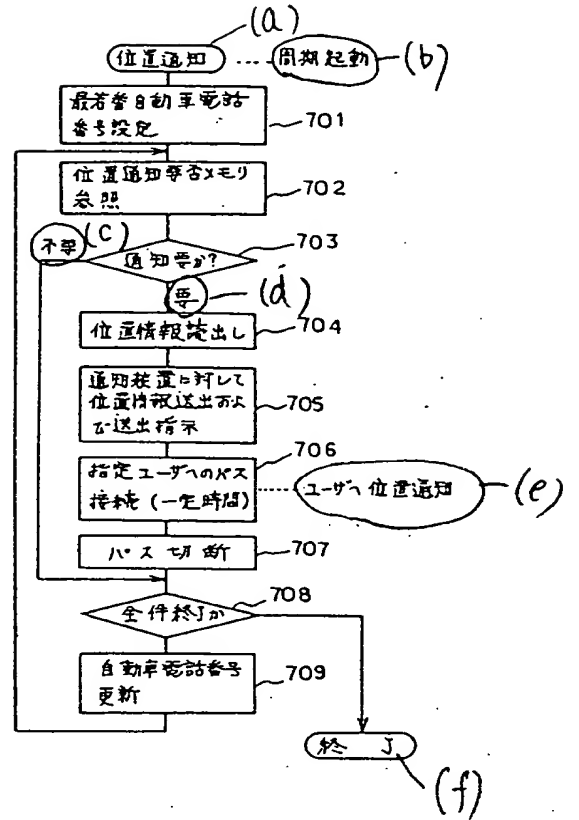 (a)
位置通知
周期起動
(b)
最若番自動車電話
番号設定
701
位置通知要否メモリ
参照
702
不要
(c)
通知要か?
703
要
(d)
位置情報読出し
704
通知装置に対して
位置情報送出およ
び送出指示
705
706
指定ユーザへのパス
接続(一定時間)
ユーザへ位置通知
(e)
パス切断
707
708
全件終了か
自動車電話番号
更新
709
終了
(f)